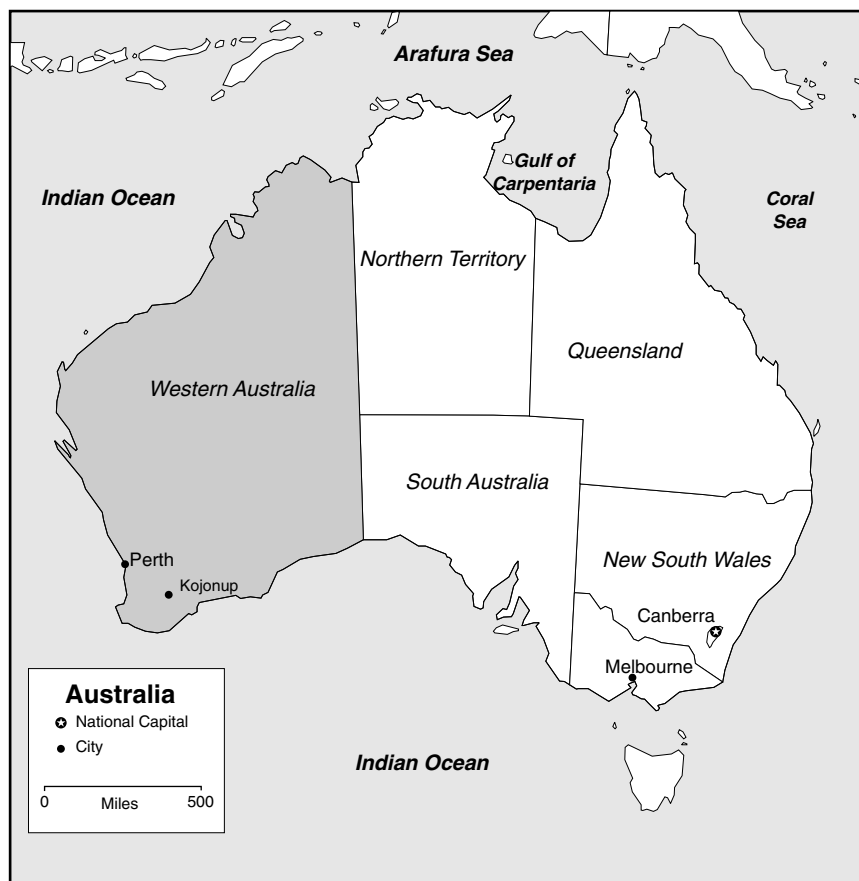 Arafura Sea
Gulf of
Carpentaria
Indian Ocean
Coral
Sea
Northern Territory
Queensland
Western Australia
South Australia
Perth
Kojonup
New South Wales
Canberra
Melbourne
Australia
National Capital
City
0 500
Miles
Indian Ocean